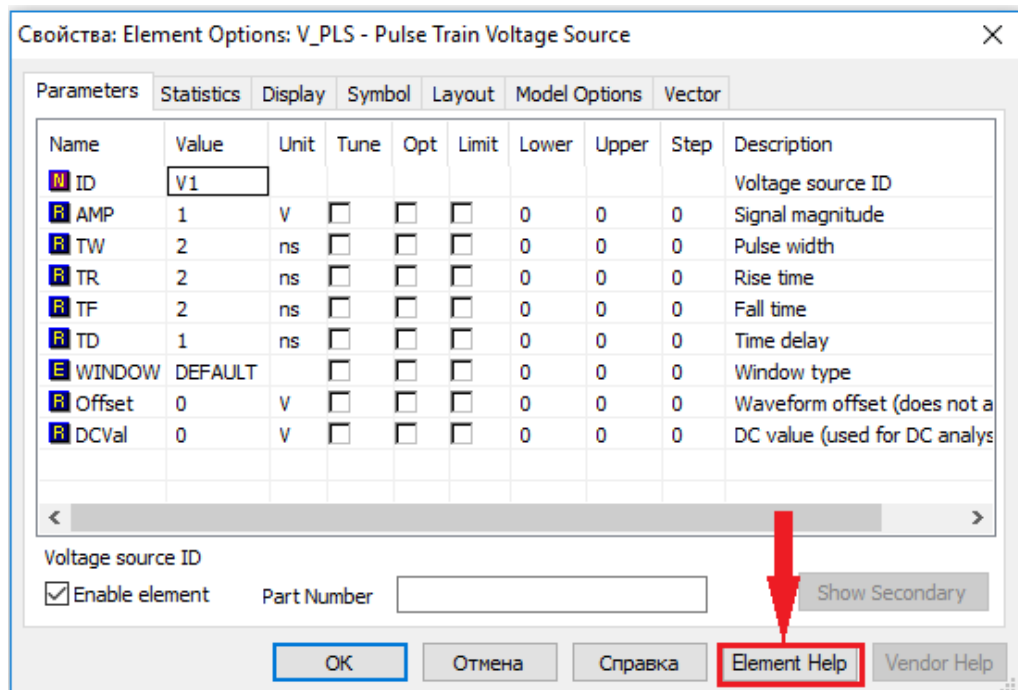 Свойства: Element Options: V_PLS - Pulse Train Voltage Source
Parameters Statistics Display Symbol Layout Model Options Vector
Name Value Unit Tune Opt Limit Lower Upper Step Description
N ID V1 Voltage source ID
R AMP 1 V 0 0 0 Signal magnitude
R TW 2 ns 0 0 0 Pulse width
R TR 2 ns 0 0 0 Rise time
R TF 2 ns 0 0 0 Fall time
R TD 1 ns 0 0 0 Time delay
E WINDOW DEFAULT 0 0 0 Window type
R Offset 0 V 0 0 0 Waveform offset (does not a
R DCVal 0 V 0 0 0 DC value (used for DC analys
Voltage source ID
Enable element Part Number Show Secondary
ОК Отмена Справка Element Help Vendor Help